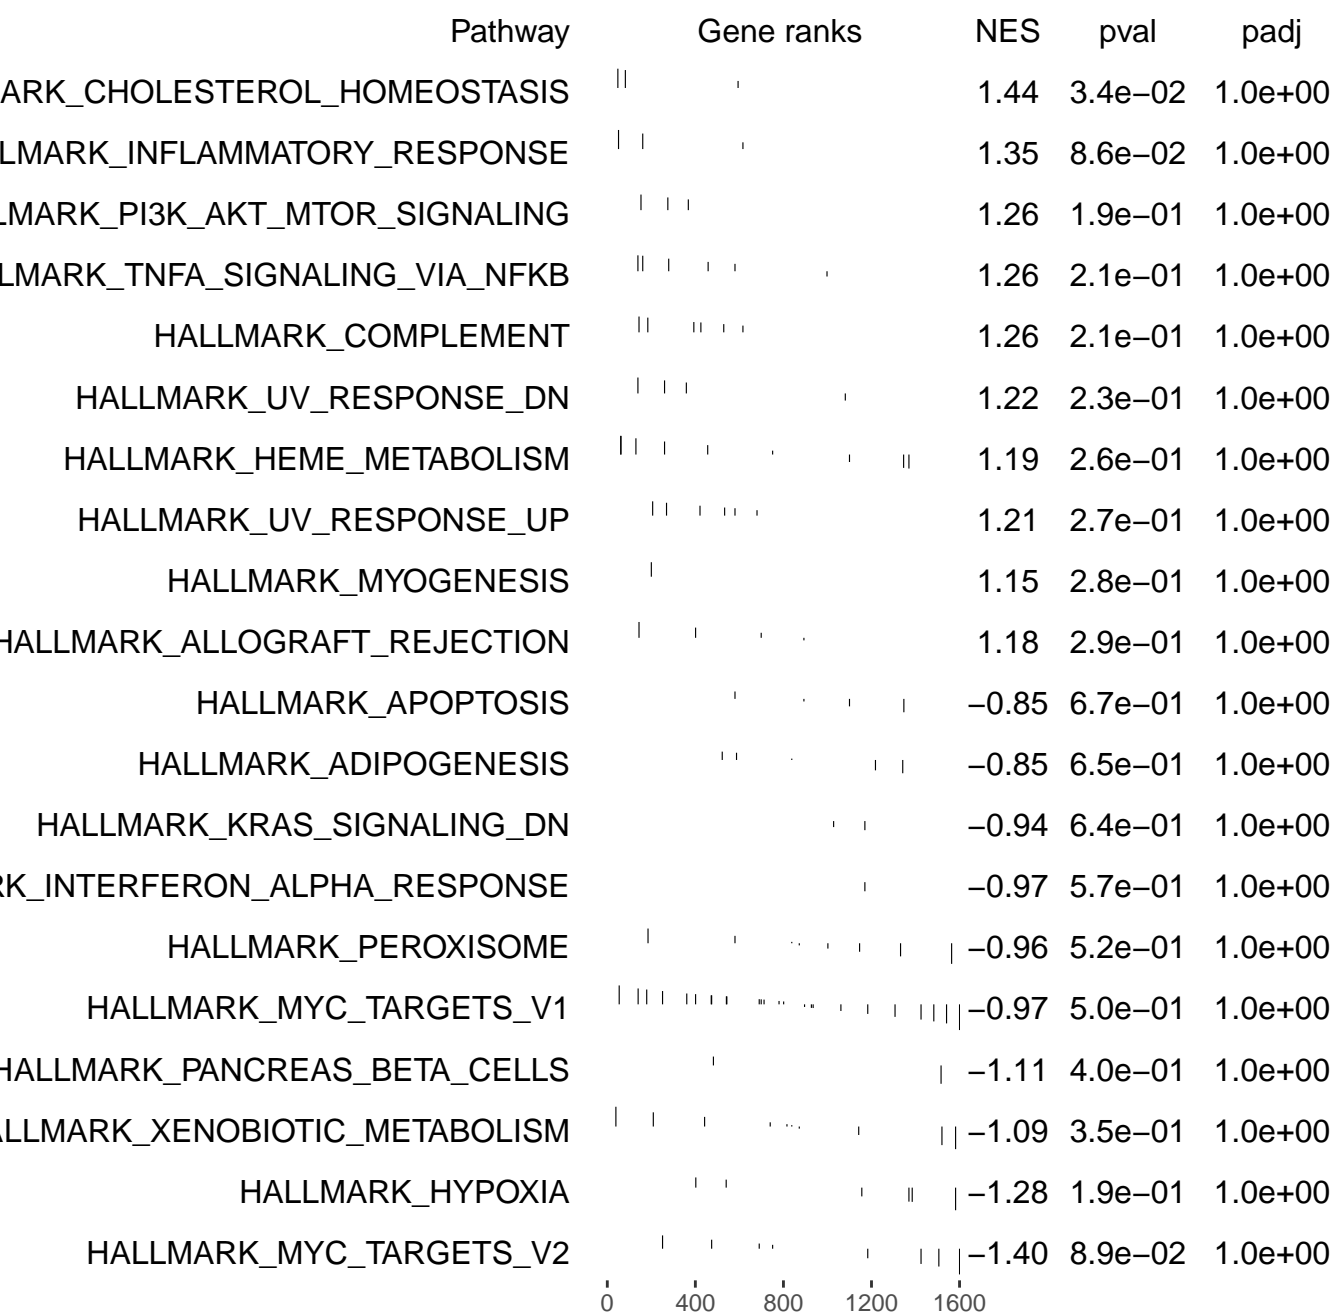 Pathway Gene ranks NES pval padj
ARK_CHOLESTEROL_HOMEOSTASIS 1.44 3.4e−02 1.0e+00
LMARK_INFLAMMATORY_RESPONSE 1.35 8.6e−02 1.0e+00
LMARK_PI3K_AKT_MTOR_SIGNALING 1.26 1.9e−01 1.0e+00
LMARK_TNFA_SIGNALING_VIA_NFKB 1.26 2.1e−01 1.0e+00
HALLMARK_COMPLEMENT 1.26 2.1e−01 1.0e+00
HALLMARK_UV_RESPONSE_DN 1.22 2.3e−01 1.0e+00
HALLMARK_HEME_METABOLISM 1.19 2.6e−01 1.0e+00
HALLMARK_UV_RESPONSE_UP 1.21 2.7e−01 1.0e+00
HALLMARK_MYOGENESIS 1.15 2.8e−01 1.0e+00
HALLMARK_ALLOGRAFT_REJECTION 1.18 2.9e−01 1.0e+00
HALLMARK_APOPTOSIS −0.85 6.7e−01 1.0e+00
HALLMARK_ADIPOGENESIS −0.85 6.5e−01 1.0e+00
HALLMARK_KRAS_SIGNALING_DN −0.94 6.4e−01 1.0e+00
RK_INTERFERON_ALPHA_RESPONSE −0.97 5.7e−01 1.0e+00
HALLMARK_PEROXISOME −0.96 5.2e−01 1.0e+00
HALLMARK_MYC_TARGETS_V1 −0.97 5.0e−01 1.0e+00
HALLMARK_PANCREAS_BETA_CELLS −1.11 4.0e−01 1.0e+00
ALLMARK_XENOBIOTIC_METABOLISM −1.09 3.5e−01 1.0e+00
HALLMARK_HYPOXIA −1.28 1.9e−01 1.0e+00
HALLMARK_MYC_TARGETS_V2 −1.40 8.9e−02 1.0e+00
0 400 800 1200 1600